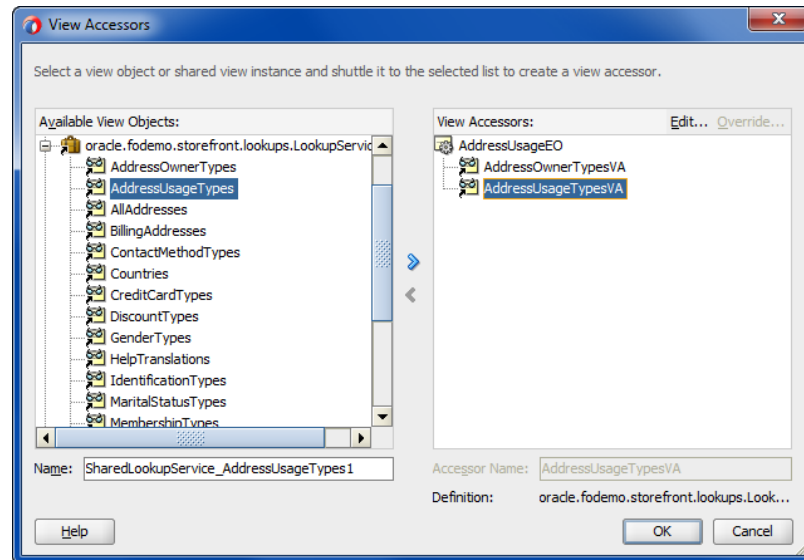 View Accessors
Select a view object or shared view instance and shuttle it to the selected list to create a view accessor.
Available View Objects:
oracle.fodemo.storefront.lookups.LookupServic
AddressOwnerTypes
AddressUsageTypes
AllAddresses
BillingAddresses
ContactMethodTypes
Countries
CreditCardTypes
DiscountTypes
GenderTypes
HelpTranslations
IdentificationTypes
MaritalStatusTypes
MembershipTypes
Name: SharedLookupService_AddressUsageTypes1
View Accessors: Edit... Override...
AddressUsageEO
AddressOwnerTypesVA
AddressUsageTypesVA
Accessor Name: AddressUsageTypesVA
Definition: oracle.fodemo.storefront.lookups.Look...
Help OK Cancel